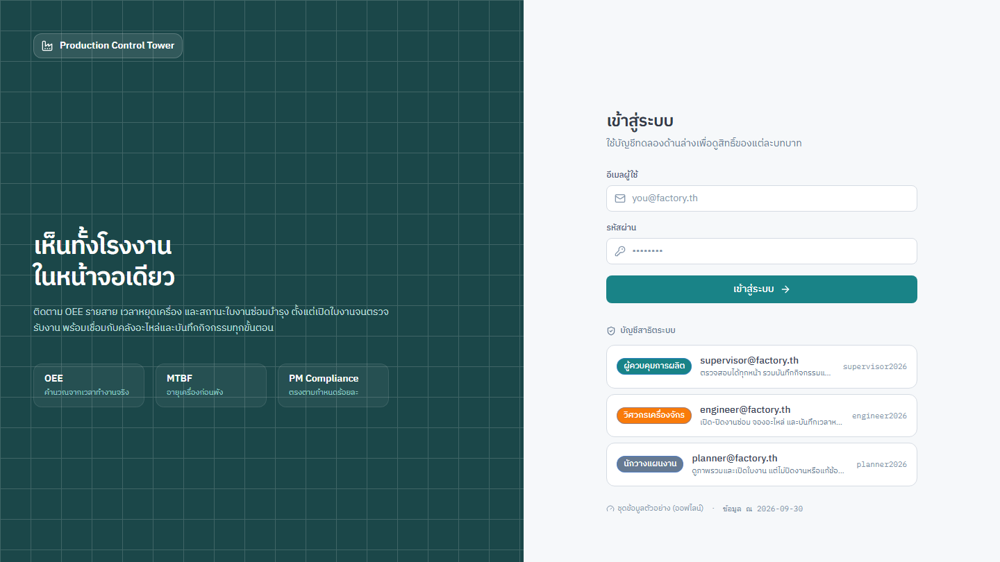 Production Control Tower
เห็นทั้งโรงงาน
ในหน้าจอเดียว
ติดตาม OEE รายสาย เวลาหยุดเครื่อง และสถานะใบงานซ่อมบำรุง ตั้งแต่เปิดใบงานจนตรวจ
รับงาน พร้อมเชื่อมกับคลังอะไหล่และบันทึกกิจกรรมทุกขั้นตอน
OEE
คำนวณจากเวลาทำงานจริง
MTBF
อายุเครื่องก่อนพัง
PM Compliance
ตรงตามกำหนดร้อยละ
เข้าสู่ระบบ
ใช้บัญชีทดลองด้านล่างเพื่อดูสิทธิ์ของแต่ละบทบาท
อีเมลผู้ใช้
you@factory.th
รหัสผ่าน
••••••••
เข้าสู่ระบบ
บัญชีสาธิตระบบ
ผู้ควบคุมการผลิต
supervisor@factory.th
ตรวจสอบได้ทุกหน้า รวมบันทึกกิจกรรมแ...
supervisor2026
วิศวกรเครื่องจักร
engineer@factory.th
เปิด-ปิดงานซ่อม จองอะไหล่ และบันทึกเวลาห...
engineer2026
นักวางแผนงาน
planner@factory.th
ดูภาพรวมและเปิดใบงาน แต่ไม่ปิดงานหรือแก้ข้อ...
planner2026
ชุดข้อมูลตัวอย่าง (ออฟไลน์) · ข้อมูล ณ 2026-09-30